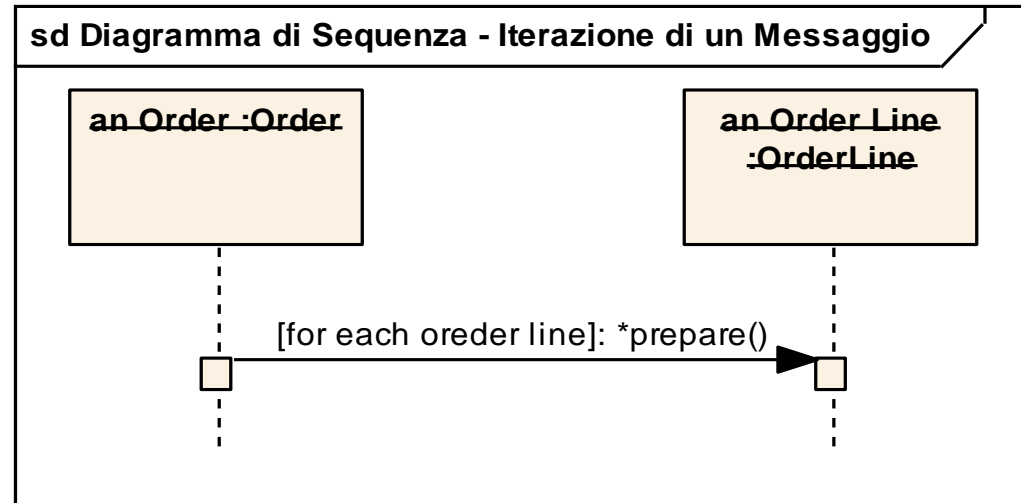 sd Diagramma di Sequenza - Iterazione di un Messaggio
an Order :Order
an Order Line
:OrderLine
[for each oreder line]: *prepare()